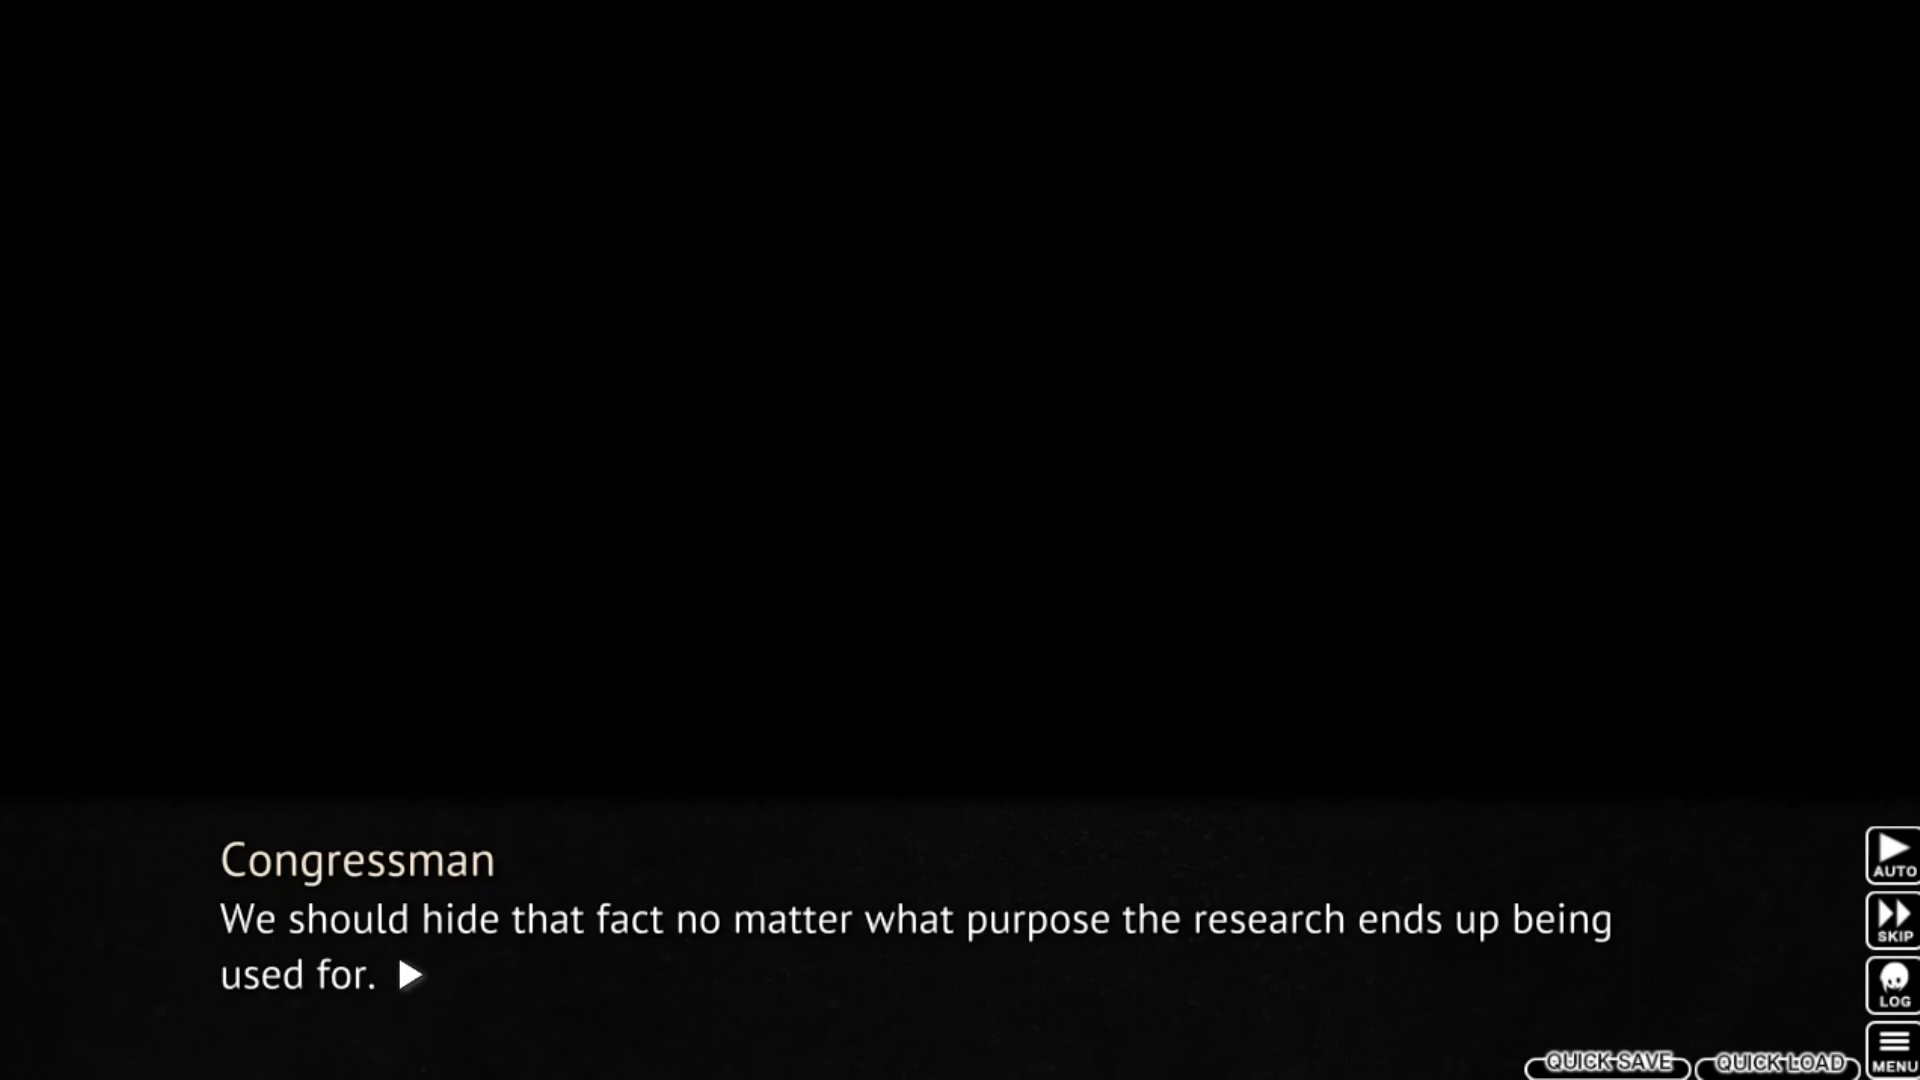 Congressman
We should hide that fact no matter what purpose the research ends up being
used for.
AUTO
SKIP
LOG
MENU
QUICK SAVE
QUICK LOAD